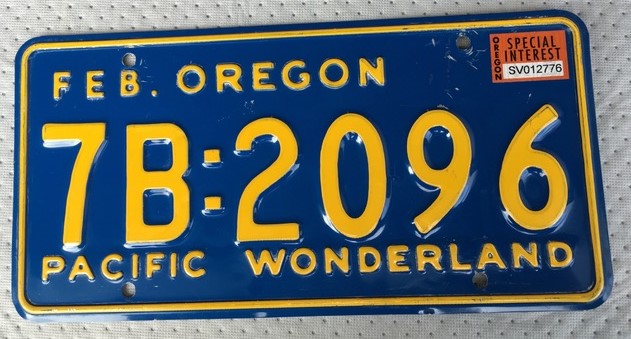 FEB. OREGON
OREGON
SPECIAL
INTEREST
SV012776
7B:2096
PACIFIC WONDERLAND